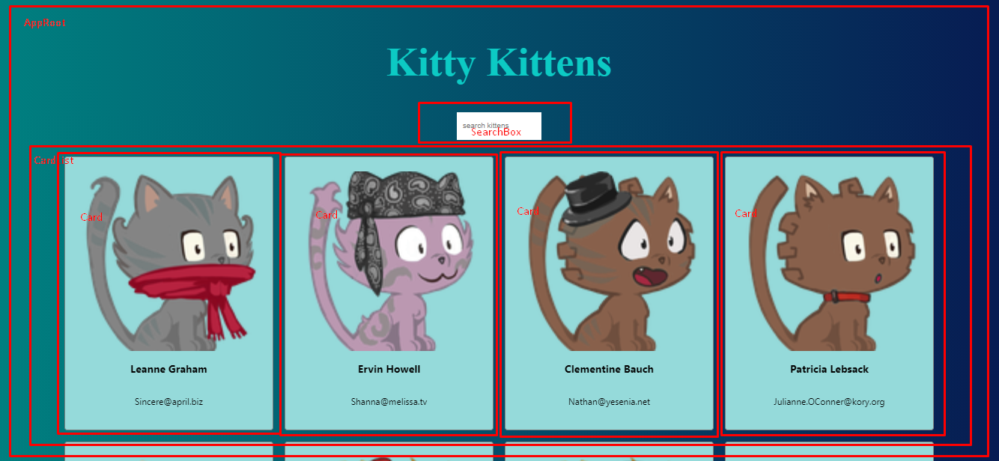 AppRoot
Kitty Kittens
search kittens
SearchBox
CardList
Card
Card
Card
Card
Leanne Graham
Ervin Howell
Clementine Bauch
Patricia Lebsack
Sincere@april.biz
Shanna@melissa.tv
Nathan@yesenia.net
Julianne.OConner@kory.org